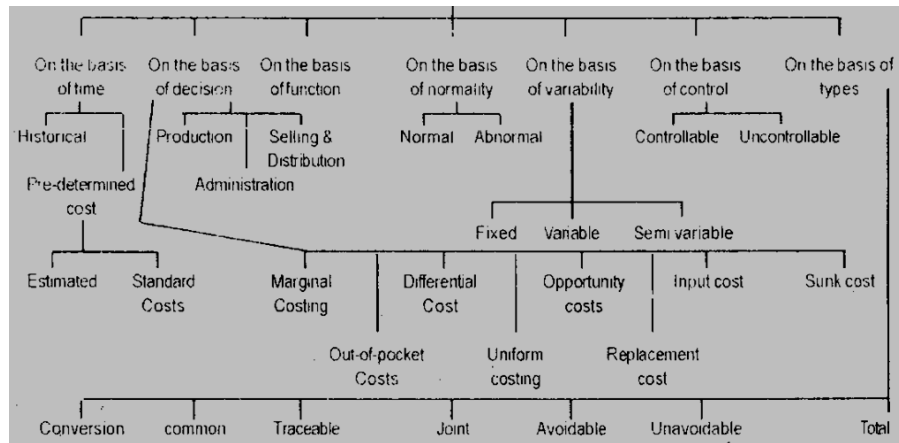 On the basis
of time
On the basis
of decision
On the basis
of function
On the basis
of normality
On the basis
of variability
On the basis
of control
On the basis of
types
Historical
Production
Selling &
Distribution
Normal
Abnormal
Controllable
Uncontrollable
Pre-determined
cost
Administration
Fixed
Variable
Semi variable
Estimated
Standard
Costs
Marginal
Costing
Differential
Cost
Opportunity
costs
Input cost
Sunk cost
Out-of-pocket
Costs
Uniform
costing
Replacement
cost
Conversion
common
Traceable
Joint
Avoidable
Unavoidable
Total